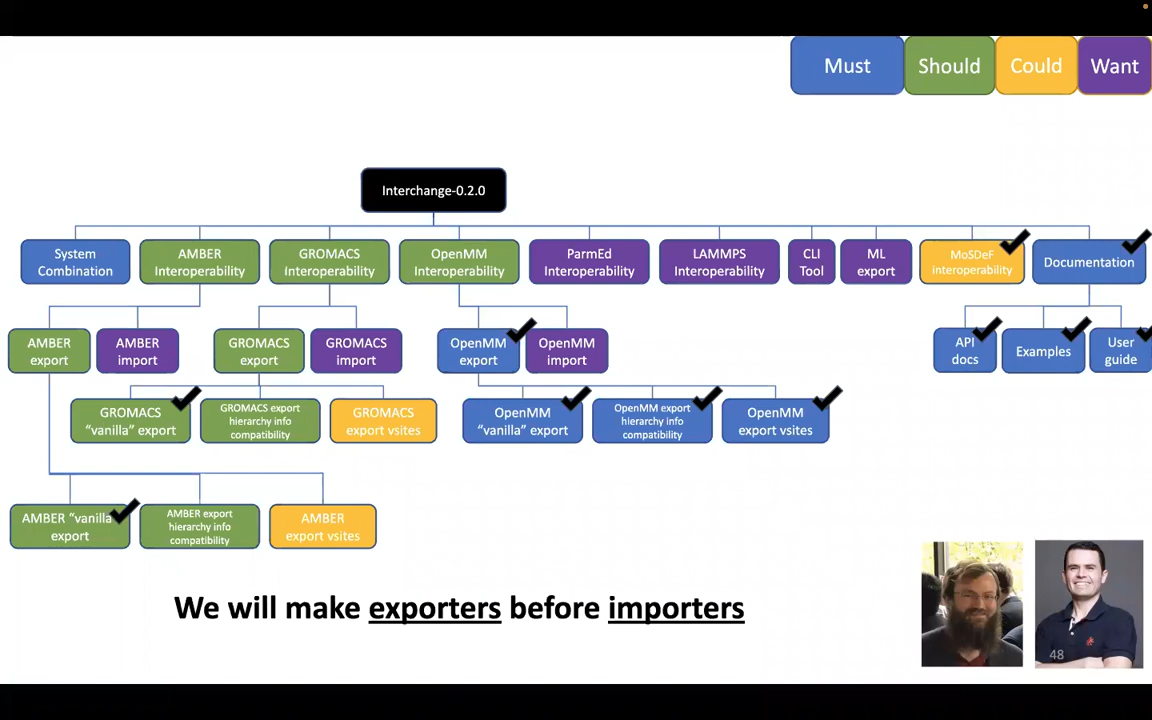 Must
Should
Could
Want
Interchange-0.2.0
System
Combination
AMBER
Interoperability
GROMACS
Interoperability
OpenMM
Interoperability
ParmEd
Interoperability
LAMMPS
Interoperability
CLI
Tool
ML
export
MoSDeF
interoperability
Documentation
AMBER
export
AMBER
import
GROMACS
export
GROMACS
import
OpenMM
export
OpenMM
import
API
docs
Examples
User
guide
GROMACS
“vanilla” export
GROMACS export
hierarchy info
compatibility
GROMACS
export vsites
OpenMM
“vanilla” export
OpenMM export
hierarchy info
compatibility
OpenMM
export vsites
AMBER “vanilla
export
AMBER export
hierarchy info
compatibility
AMBER
export vsites
We will make exporters before importers
48